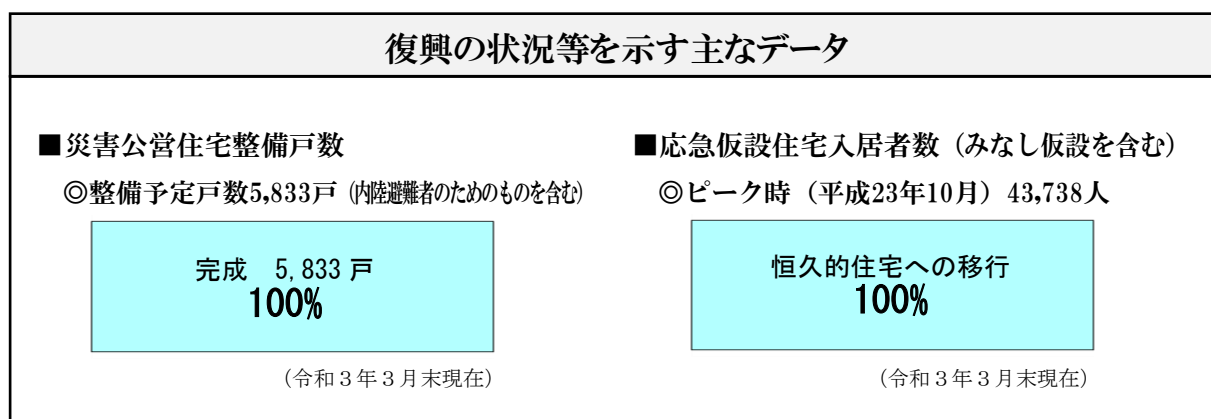 復興の状況等を示す主なデータ
■災害公営住宅整備戸数
◎整備予定戸数5,833戸（内陸避難者のためのものを含む）
完成　5,833 戸
100%
（令和３年３月末現在）
■応急仮設住宅入居者数（みなし仮設を含む）
◎ピーク時（平成23年10月）43,738人
恒久的住宅への移行
100%
（令和３年３月末現在）